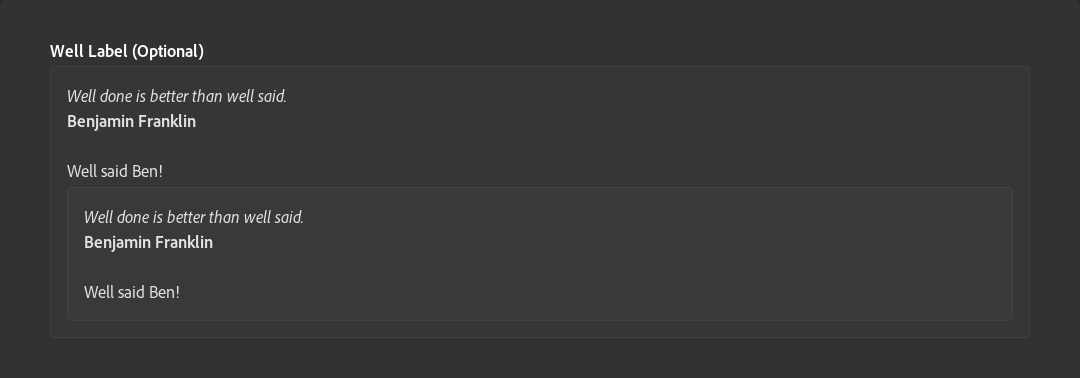 Well Label (Optional)
Well done is better than well said.
Benjamin Franklin
Well said Ben!
Well done is better than well said.
Benjamin Franklin
Well said Ben!